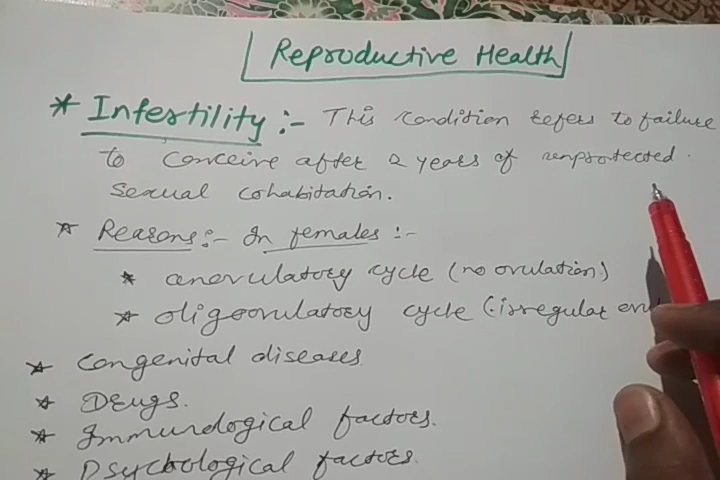 Reproductive Health
* Infertility :- This condition refers to failure
to conceive after 2 years of unprotected
sexual cohabitation.
* Reasons :- In females :-
* anovulatory cycle (no ovulation)
* oligoovulatory cycle (irregular
* Congenital diseases.
* Drugs.
* Immunological factors.
* Psychological factors.